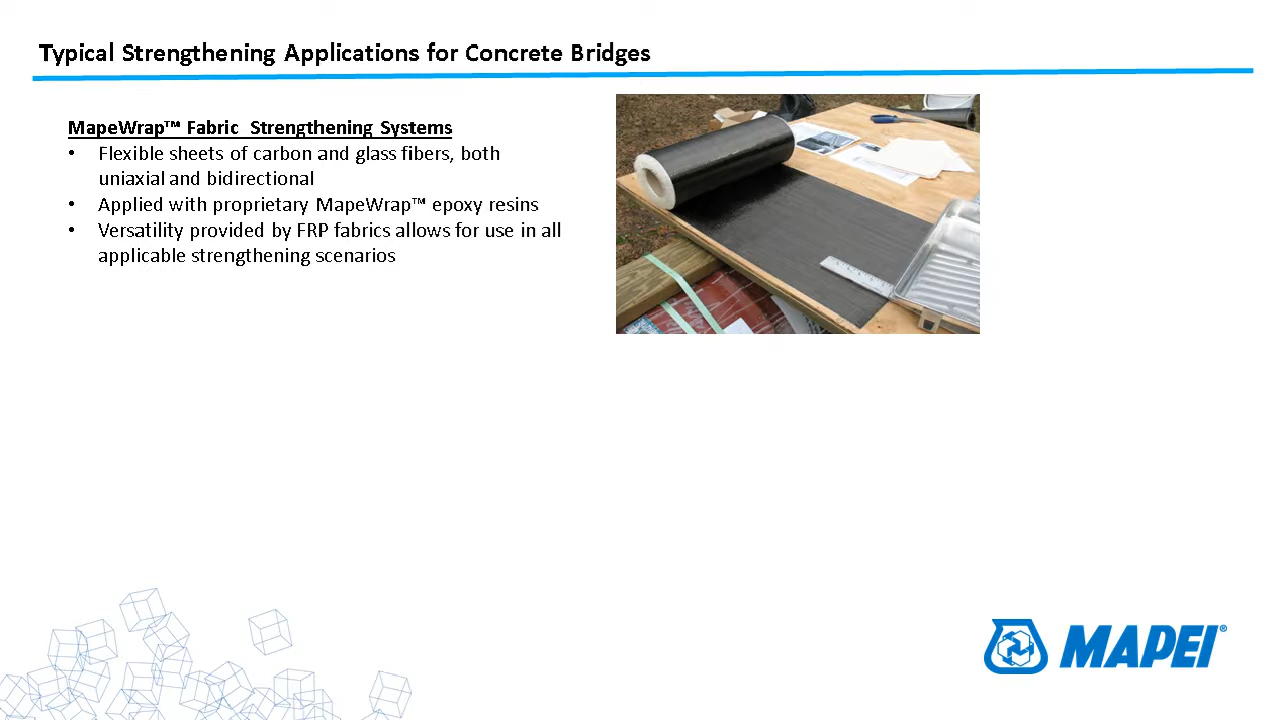 Typical Strengthening Applications for Concrete Bridges
MapeWrap™ Fabric Strengthening Systems
• Flexible sheets of carbon and glass fibers, both
uniaxial and bidirectional
• Applied with proprietary MapeWrap™ epoxy resins
• Versatility provided by FRP fabrics allows for use in all
applicable strengthening scenarios
MAPEI®